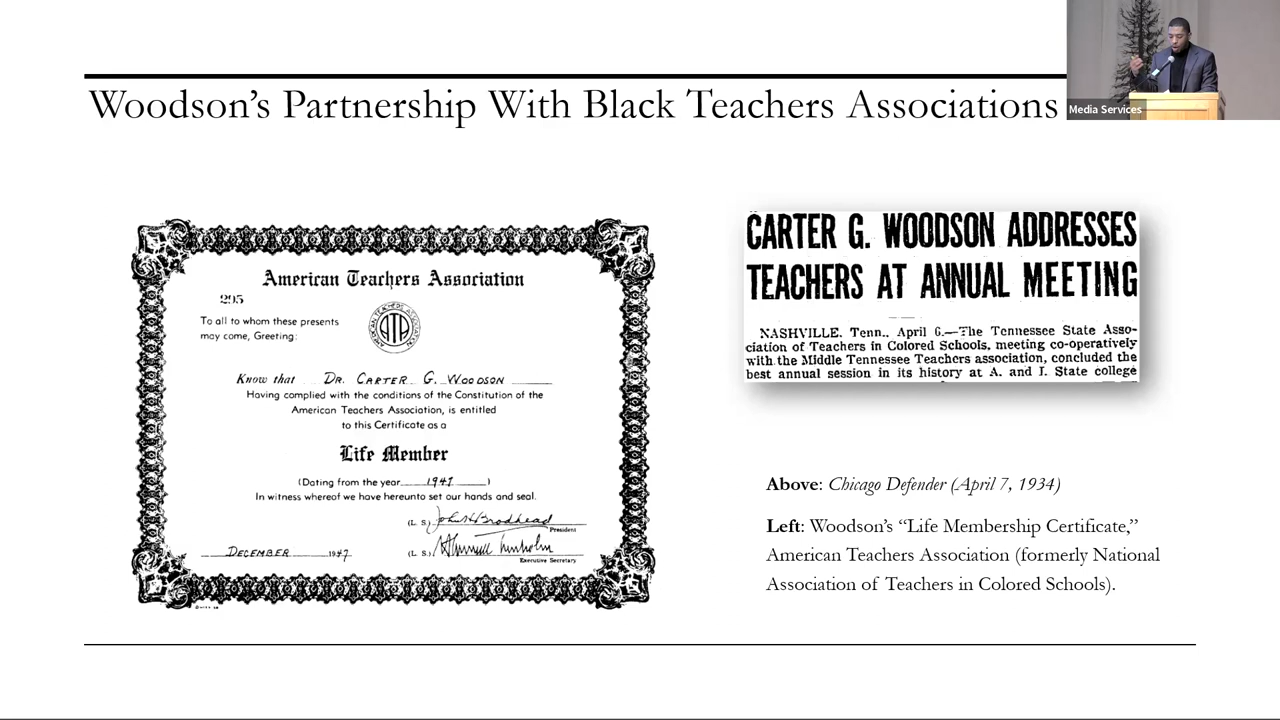 Woodson’s Partnership With Black Teachers Associations
Media Services
American Teachers Association
295
To all to whom these presents
may come, Greeting:
ATA
Know that DR. CARTER G. WOODSON
Having complied with the conditions of the Constitution of the
American Teachers Association, is entitled
to this Certificate as a
Life Member
(Dating from the year 1947)
In witness whereof we have hereunto set our hands and seal.
(L. S.) John K Brodhead
President
DECEMBER 1947
(L. S.)
Executive Secretary
CARTER G. WOODSON ADDRESSES
TEACHERS AT ANNUAL MEETING
NASHVILLE, Tenn., April 6.—The Tennessee State Asso-
ciation of Teachers in Colored Schools, meeting co-operatively
with the Middle Tennessee Teachers association, concluded the
best annual session in its history at A. and I. State college
Above: Chicago Defender (April 7, 1934)
Left: Woodson’s “Life Membership Certificate,”
American Teachers Association (formerly National
Association of Teachers in Colored Schools).